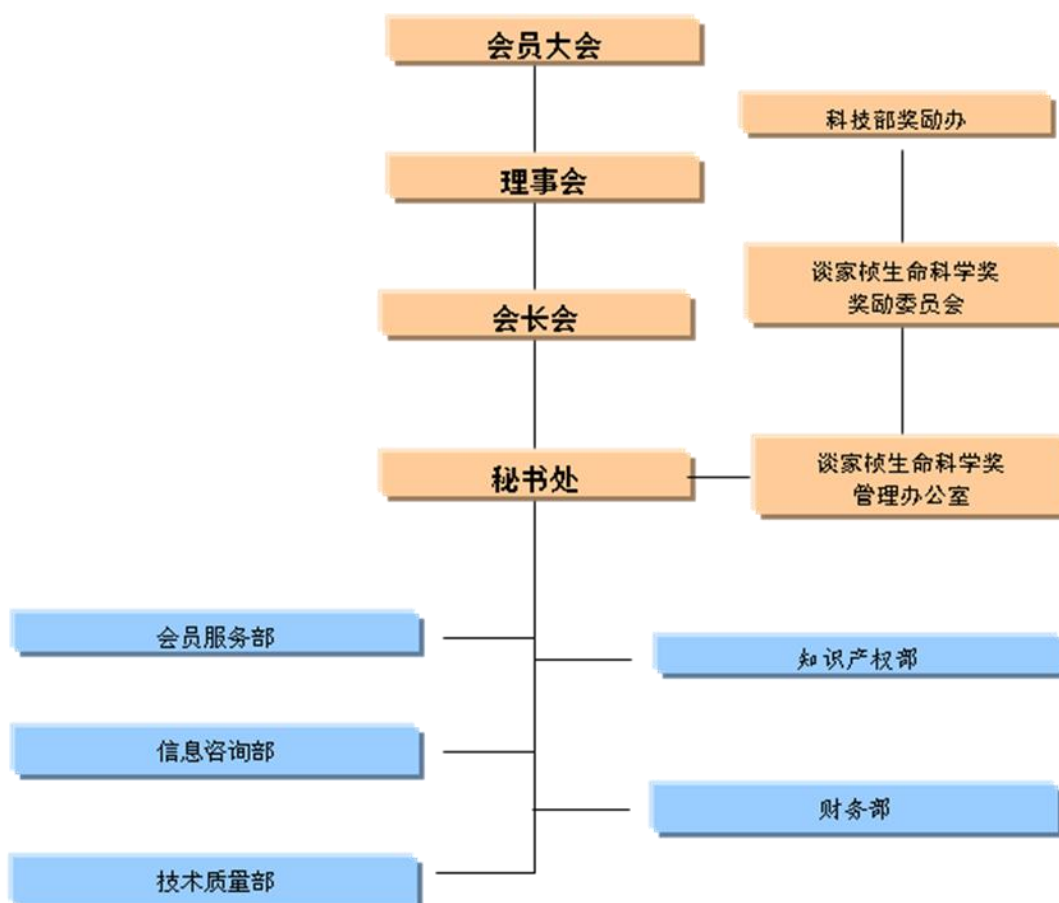 会员大会
科技部奖励办
理事会
谈家桢生命科学奖
奖励委员会
会长会
秘书处
谈家桢生命科学奖
管理办公室
会员服务部
知识产权部
信息咨询部
财务部
技术质量部